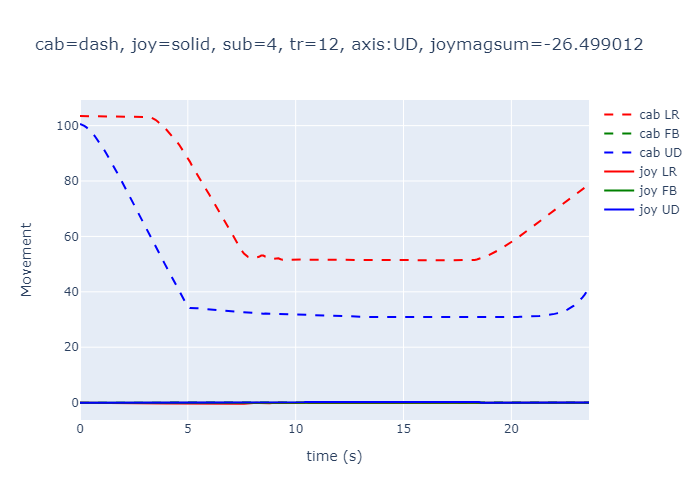 cab=dash, joy=solid, sub=4, tr=12, axis:UD, joymagsum=-26.499012
100
80
60
40
20
0
Movement
0 5 10 15 20
time (s)
cab LR
cab FB
cab UD
joy LR
joy FB
joy UD